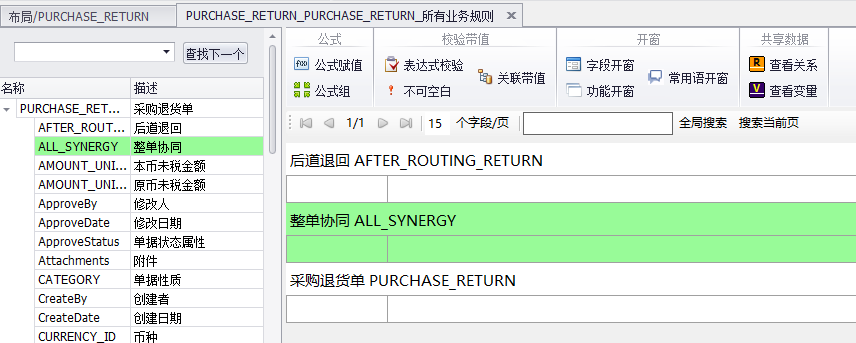 布局/PURCHASE_RETURN
PURCHASE_RETURN_PURCHASE_RETURN_所有业务规则
查找下一个
名称 描述
PURCHASE_RET... 采购退货单
AFTER_ROUT... 后道退回
ALL_SYNERGY 整单协同
AMOUNT_UNI... 本币未税金额
AMOUNT_UNI... 原币未税金额
ApproveBy 修改人
ApproveDate 修改日期
ApproveStatus 单据状态属性
Attachments 附件
CATEGORY 单据性质
CreateBy 创建者
CreateDate 创建日期
CURRENCY_ID 币种
公式 校验带值 开窗 共享数据
f(x) 公式赋值 表达式校验 关联带值 字段开窗 常用语开窗 R 查看关系
公式组 不可空白 功能开窗 V 查看变量
1/1 15 个字段/页 全局搜索 搜索当前页
后道退回 AFTER_ROUTING_RETURN
整单协同 ALL_SYNERGY
采购退货单 PURCHASE_RETURN